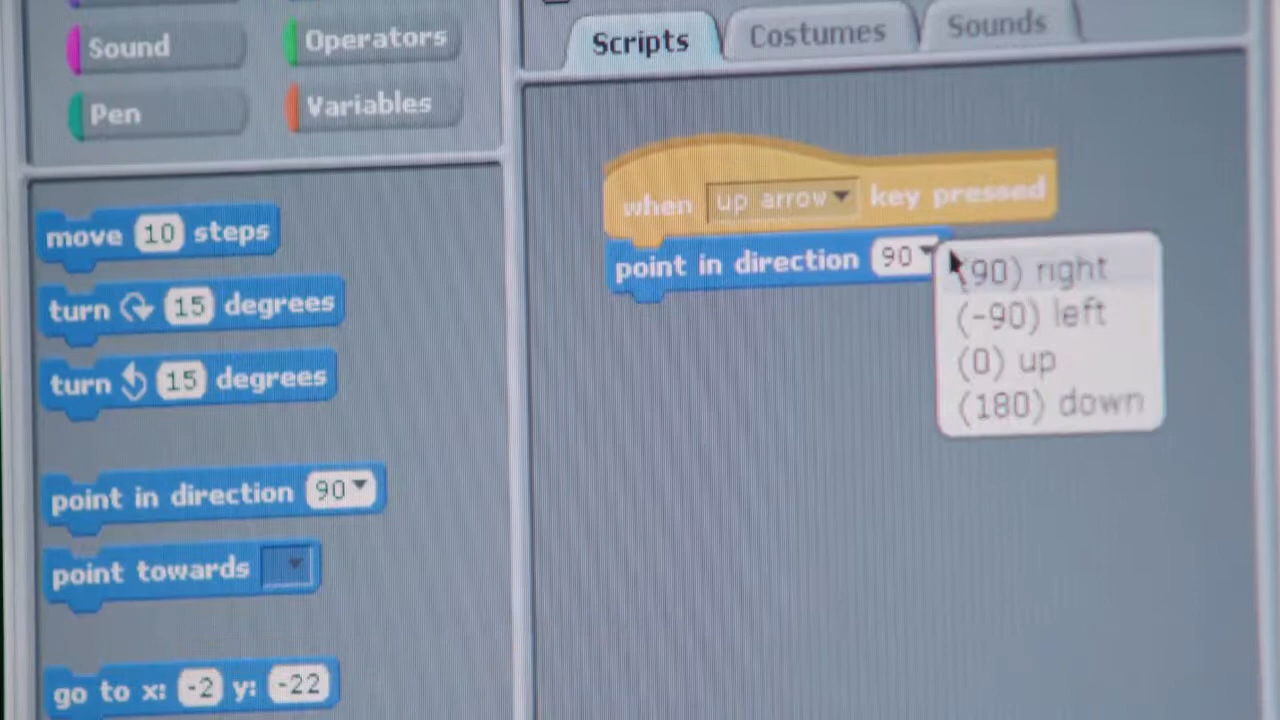 Sound
Operators
Pen
Variables
Scripts
Costumes
Sounds
move 10 steps
turn 15 degrees
turn 15 degrees
point in direction 90
point towards
go to x: -2 y: -22
when up arrow key pressed
point in direction 90
(90) right
(-90) left
(0) up
(180) down